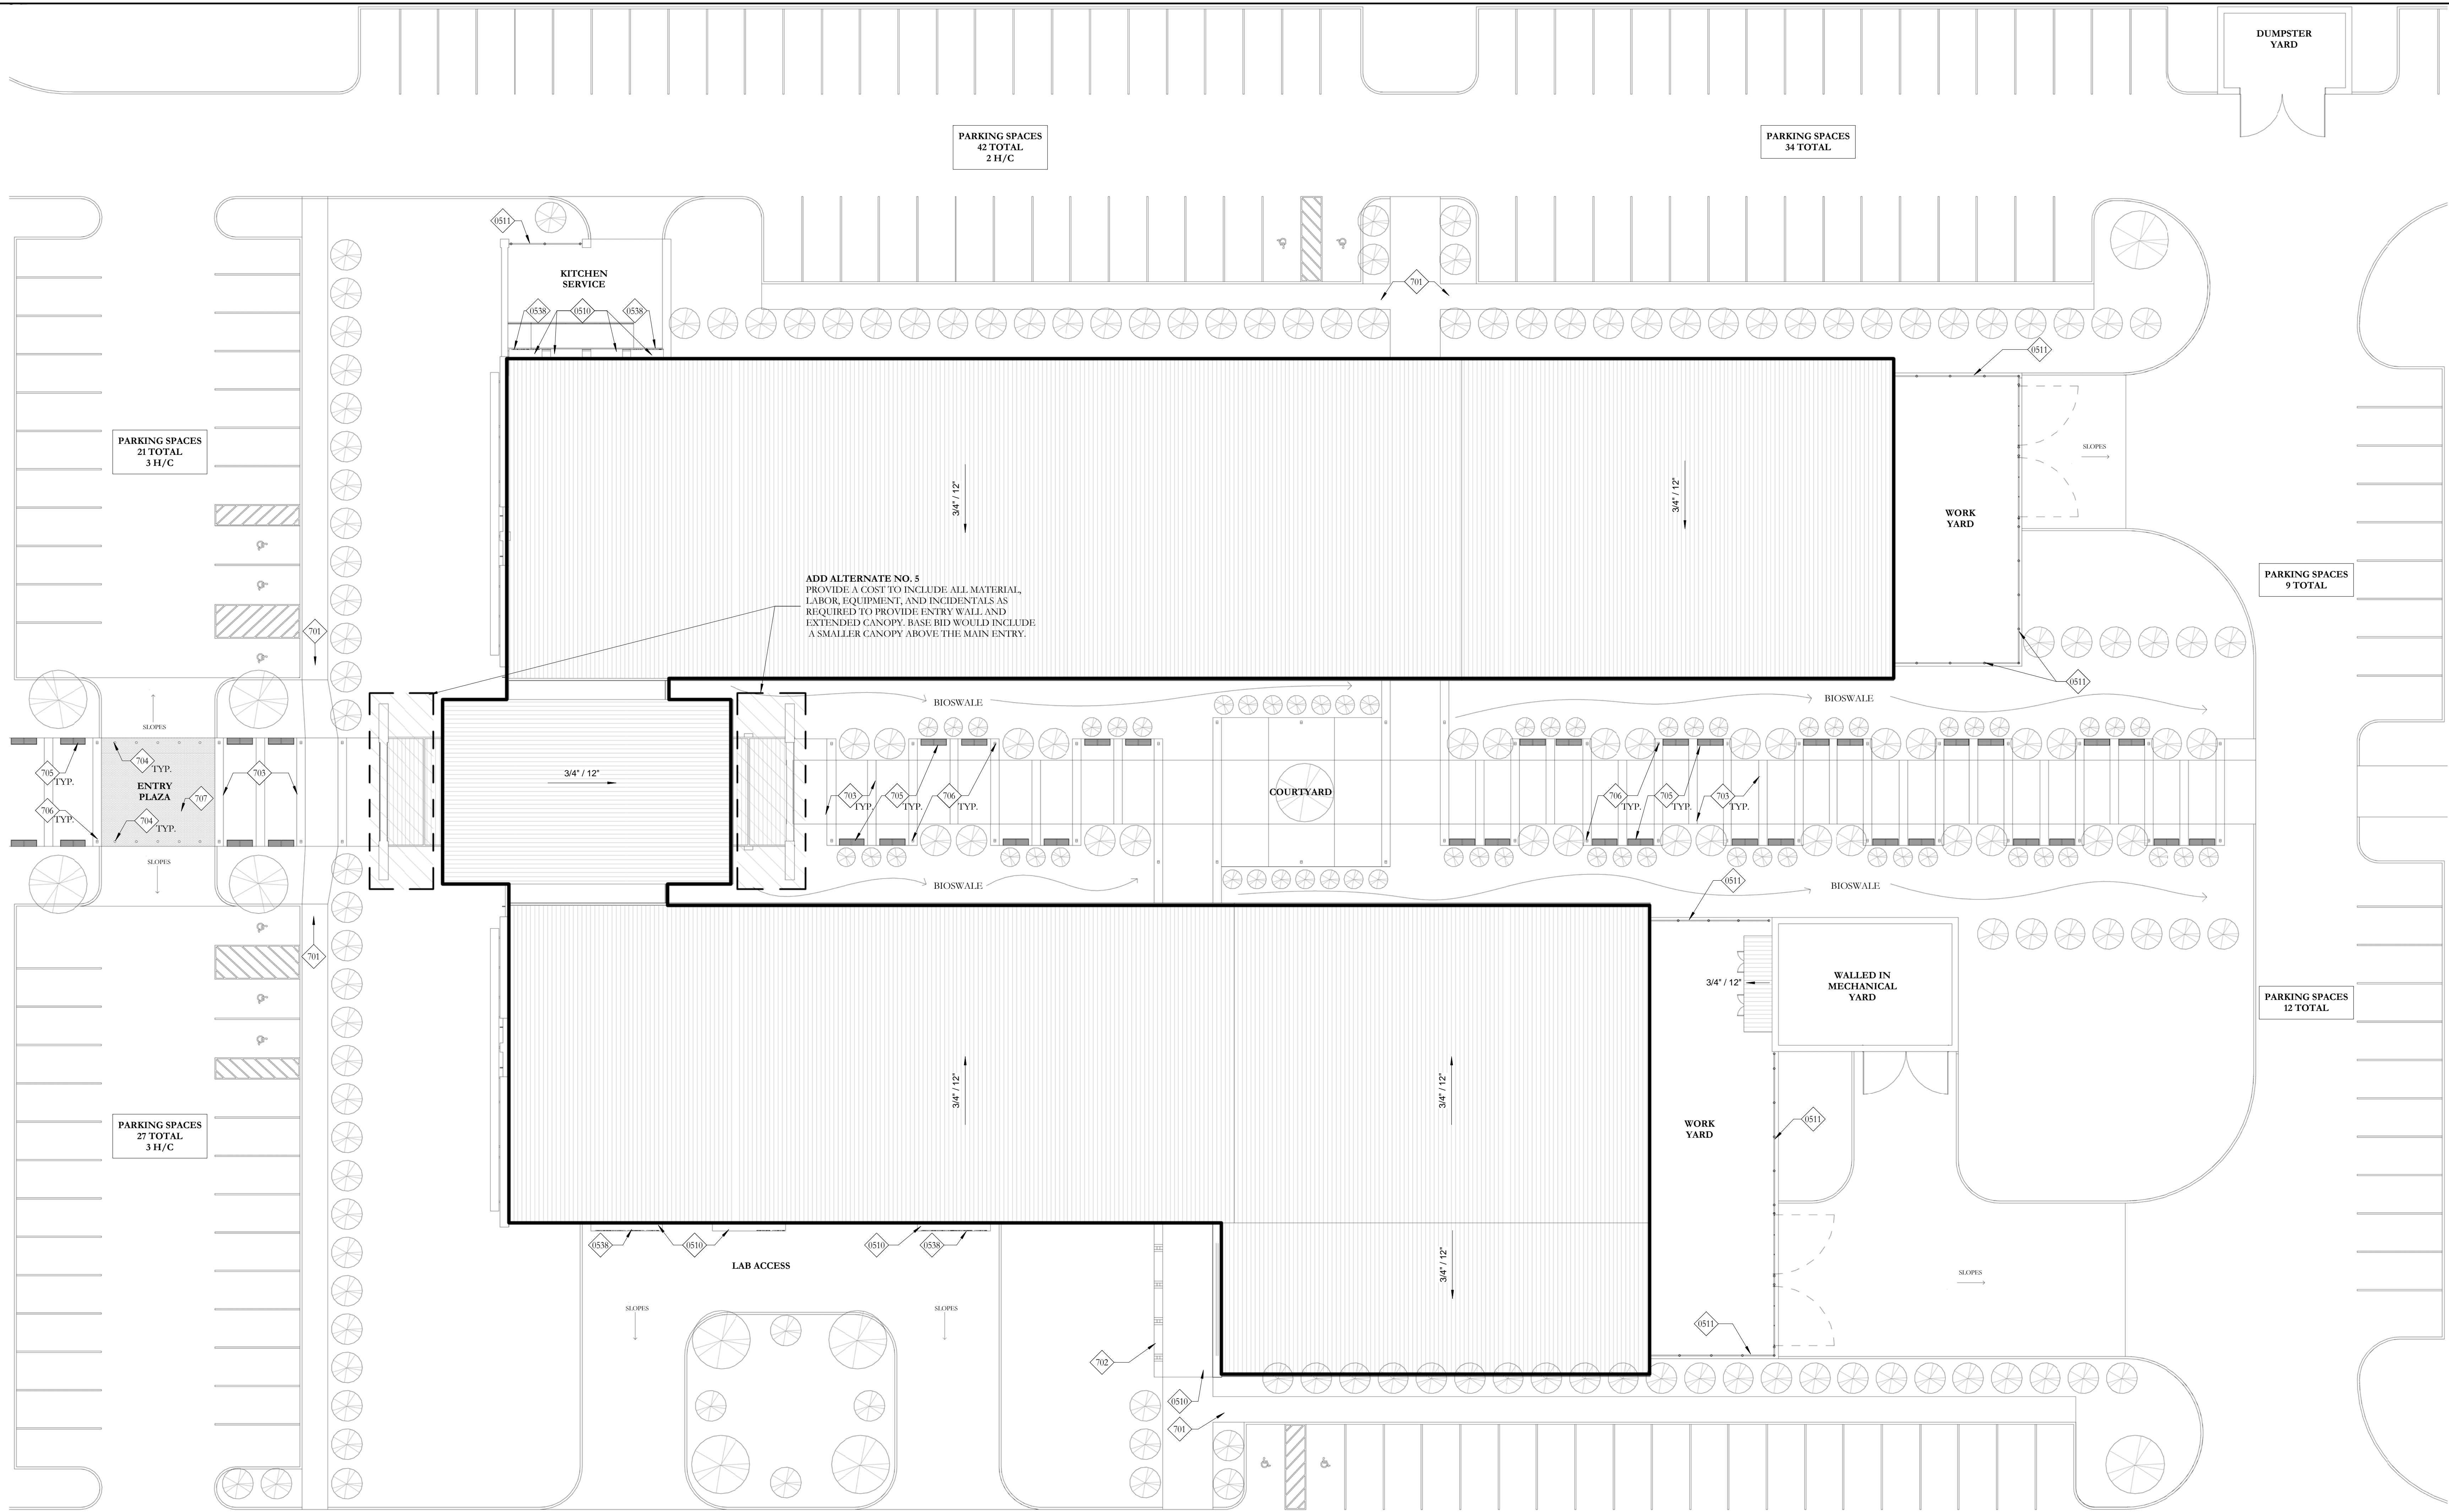 DUMPSTER
YARD
PARKING SPACES
42 TOTAL
2 H/C
PARKING SPACES
34 TOTAL
0511
KITCHEN
SERVICE
0538
0510
0538
701
0511
PARKING SPACES
21 TOTAL
3 H/C
SLOPES
3/4" / 12"
3/4" / 12"
WORK
YARD
ADD ALTERNATE NO. 5
PROVIDE A COST TO INCLUDE ALL MATERIAL,
LABOR, EQUIPMENT, AND INCIDENTALS AS
REQUIRED TO PROVIDE ENTRY WALL AND
EXTENDED CANOPY. BASE BID WOULD INCLUDE
A SMALLER CANOPY ABOVE THE MAIN ENTRY.
PARKING SPACES
9 TOTAL
701
0511
SLOPES
BIOSWALE
BIOSWALE
704
TYP.
705
TYP.
703
3/4" / 12"
ENTRY
PLAZA
707
706
TYP.
704
TYP.
703
TYP.
705
TYP.
706
TYP.
COURTYARD
706
TYP.
705
TYP.
703
TYP.
SLOPES
BIOSWALE
0511
BIOSWALE
701
3/4" / 12"
WALLED IN
MECHANICAL
YARD
PARKING SPACES
12 TOTAL
3/4" / 12"
3/4" / 12"
PARKING SPACES
27 TOTAL
3 H/C
WORK
YARD
0511
0538
0510
0510
0538
LAB ACCESS
3/4" / 12"
SLOPES
SLOPES
SLOPES
0511
702
0510
701